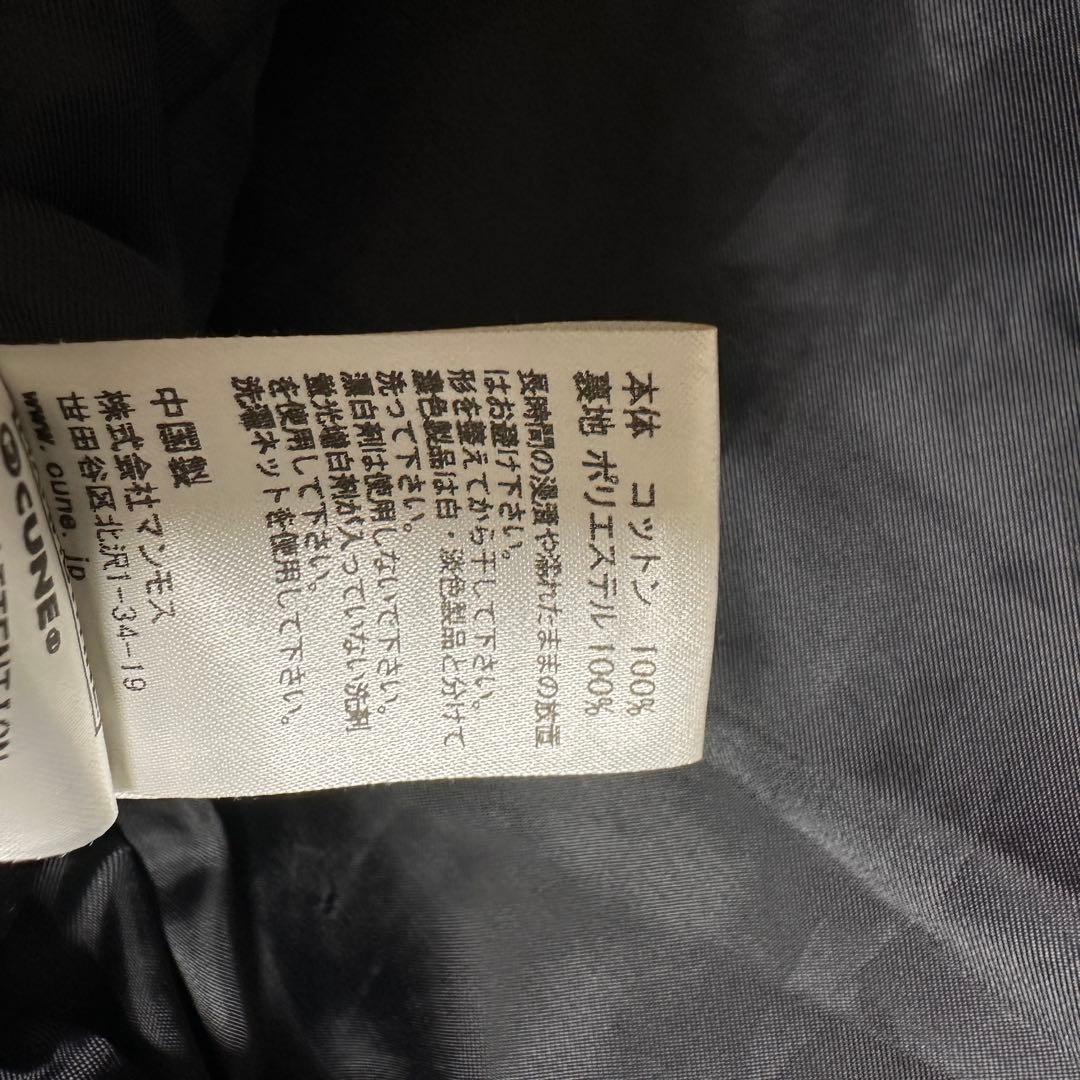 本体 コットン 100%
裏地 ポリエステル 100%
長時間の浸漬や濡れたままの放置
はお避け下さい。
形を整えてから干して下さい。
濃色製品は白・淡色製品と分けて
洗って下さい。
漂白剤は使用しないで下さい。
蛍光増白剤が入っていない洗剤
を使用して下さい。
洗濯ネットを使用して下さい。
中国製
株式会社マンモス
世田谷区北沢1-34-19
www.cune.jp
CUNE®